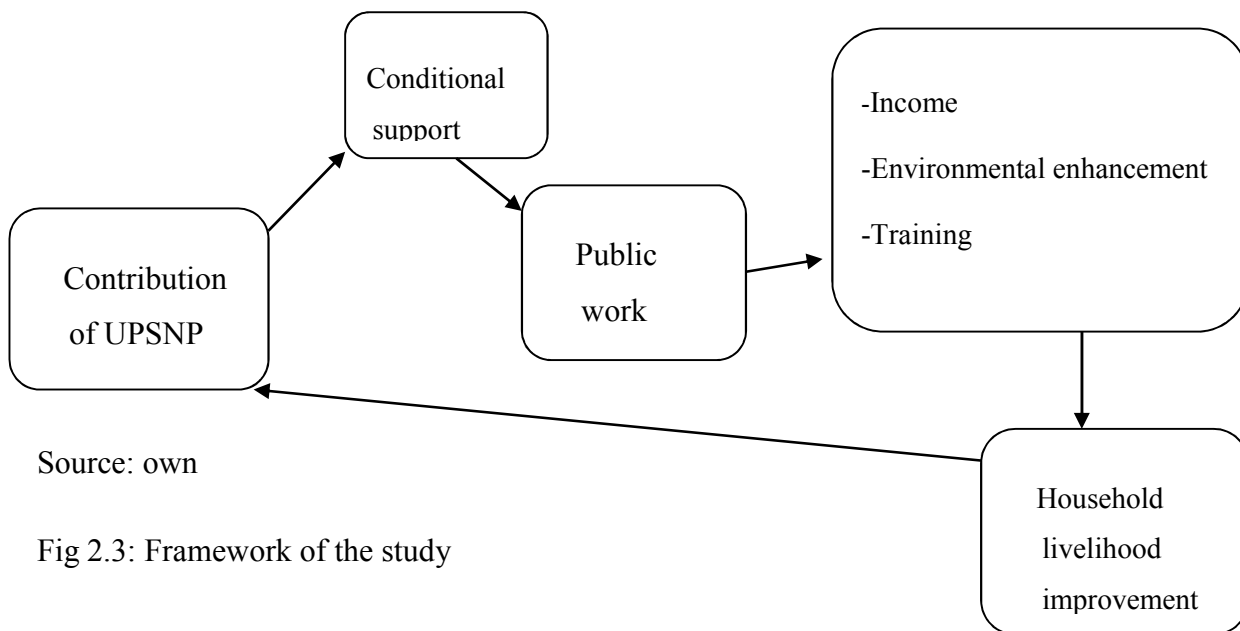 Conditional
support
-Income
-Environmental enhancement
-Training
Public
work
Contribution
of UPSNP
Source: own
Household
livelihood
improvement
Fig 2.3: Framework of the study